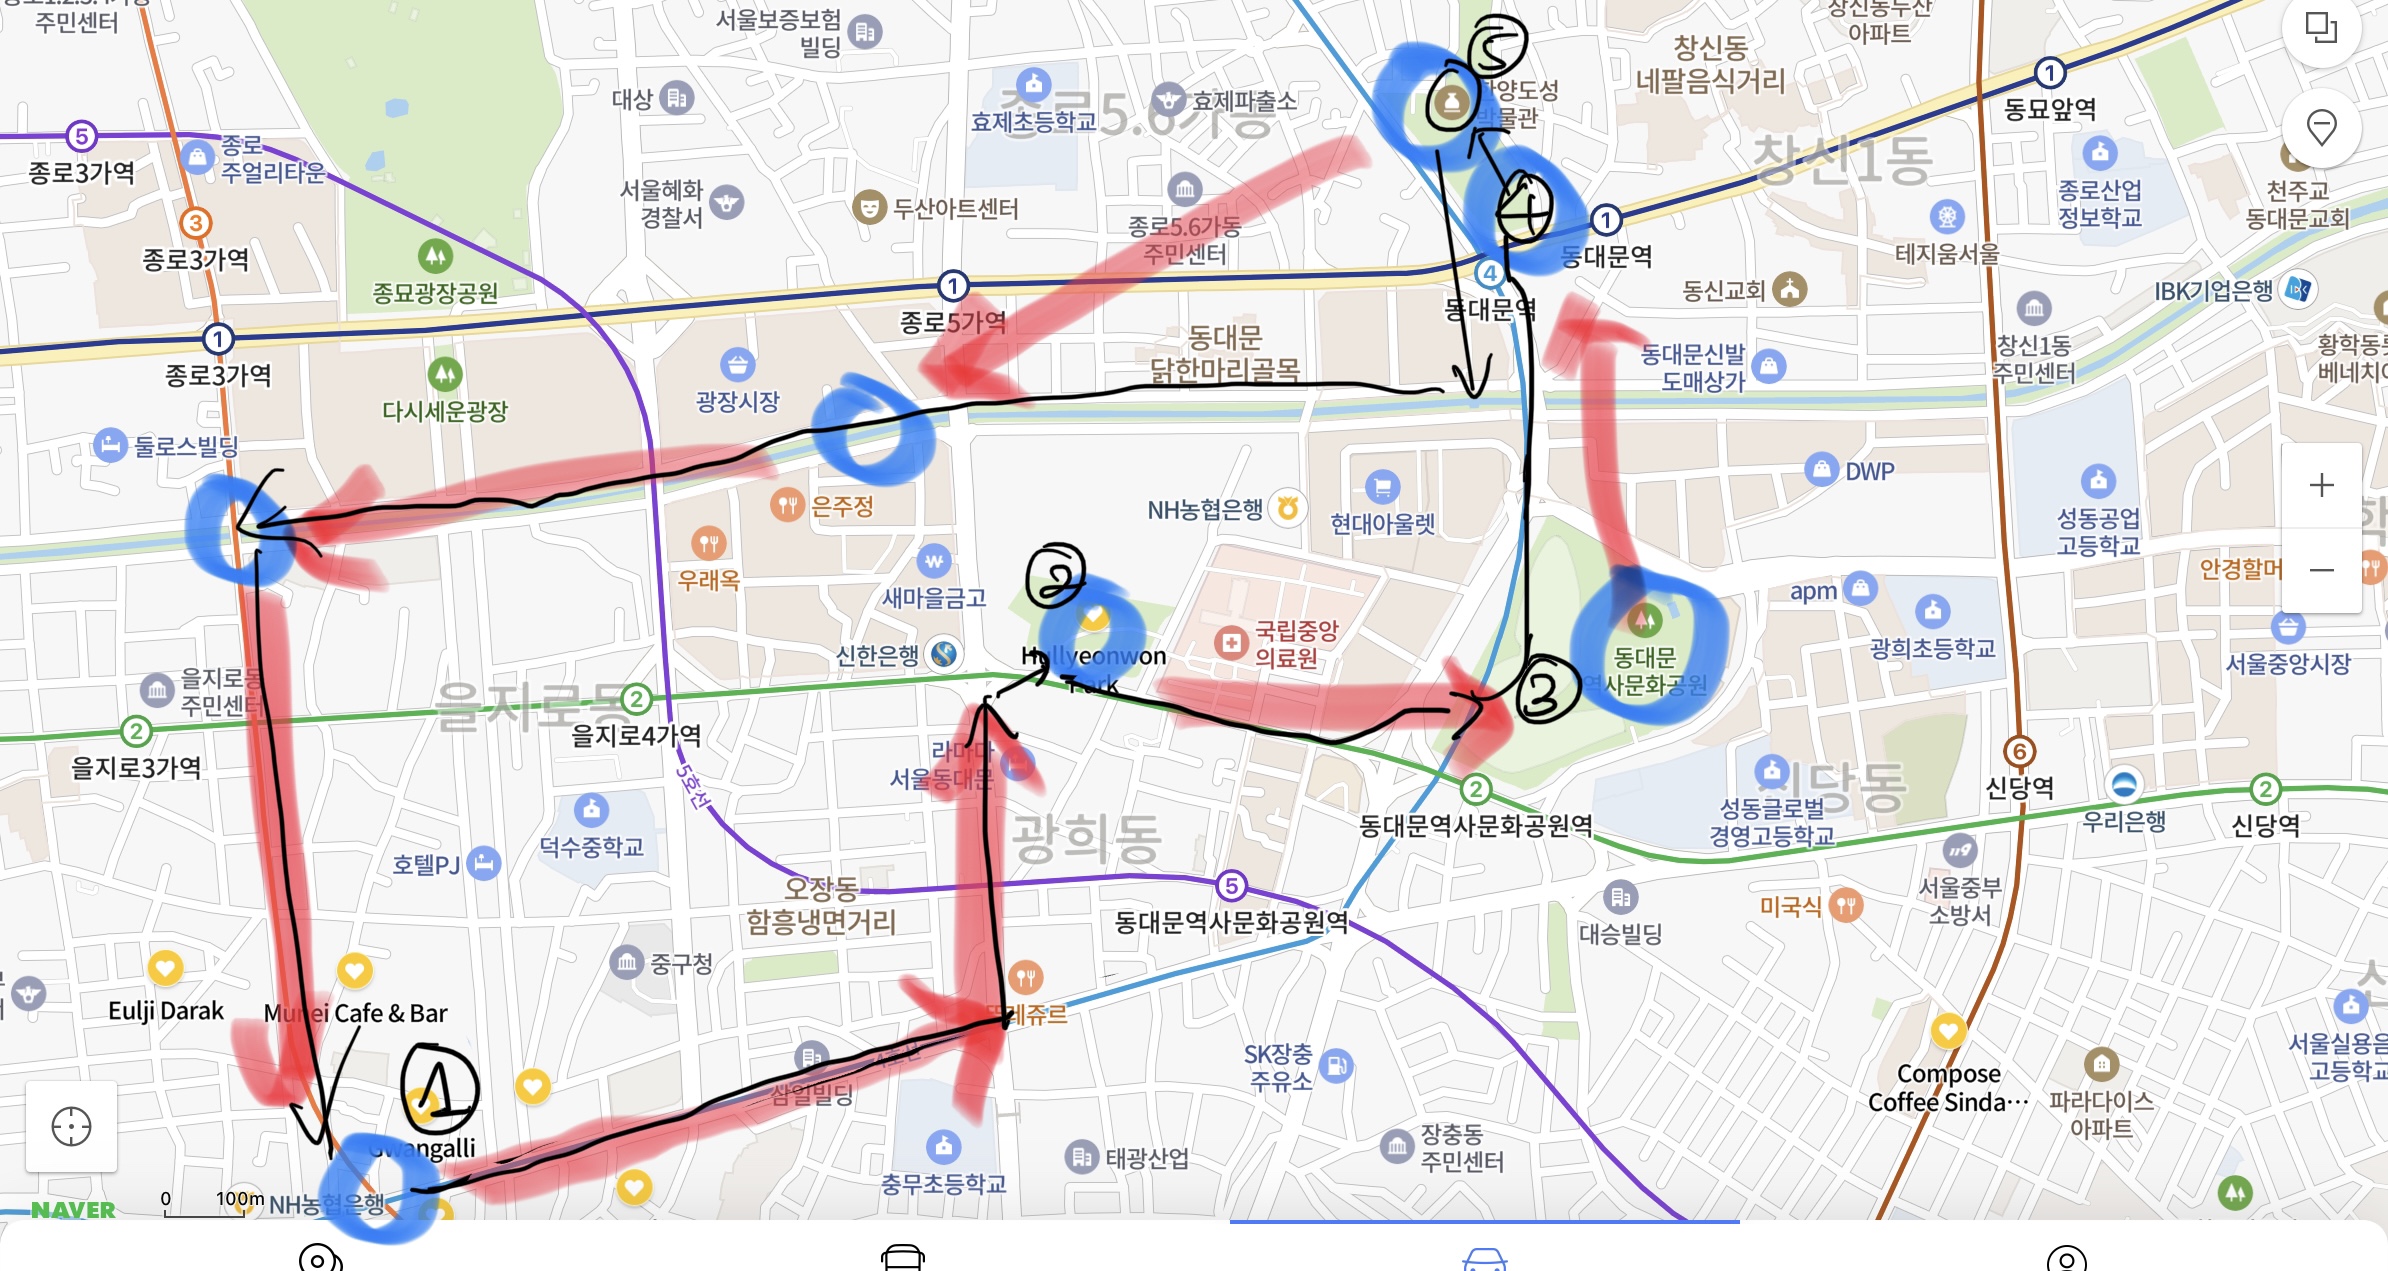 주민센터
서울보증보험
빌딩
창신동두산
아파트
대상
효제초등학교
효제파출소
⑤
한양도성
박물관
창신동
네팔음식거리
1
동묘앞역
5
종로3가역
종로
주얼리타운
3
종로3가역
서울혜화
경찰서
두산아트센터
종로5.6가동
주민센터
④
1
동대문역
창신1동
종로산업
정보학교
천주교
동대문교회
테지움서울
종묘광장공원
1
종로5가역
4
동대문역
동신교회
IBK기업은행
1
종로3가역
다시세운광장
광장시장
동대문
닭한마리골목
동대문신발
도매상가
창신1동
주민센터
둘로스빌딩
은주정
NH농협은행
현대아울렛
DWP
성동공업
고등학교
우래옥
새마을금고
②
국립중앙
의료원
동대문
역사문화공원
apm
광희초등학교
안경할머
서울중앙시장
신한은행
Hullyeonwon
Park
③
을지로동
주민센터
을지로동
2
을지로3가역
2
을지로4가역
5호선
라마다
서울동대문
2
동대문역사문화공원역
성동글로벌
경영고등학교
신당동
6
신당역
우리은행
2
신당역
호텔PJ
덕수중학교
광희동
오장동
함흥냉면거리
5
동대문역사문화공원역
대승빌딩
미국식
119
서울중부
소방서
중구청
Eulji Darak
Munei Cafe & Bar
뚜레쥬르
4호선
삼일빌딩
SK장충
주유소
Compose
Coffee Sinda…
파라다이스
아파트
서울실용음
고등학교
①
Gwangalli
충무초등학교
태광산업
장충동
주민센터
NAVER
0 100m
NH농협은행